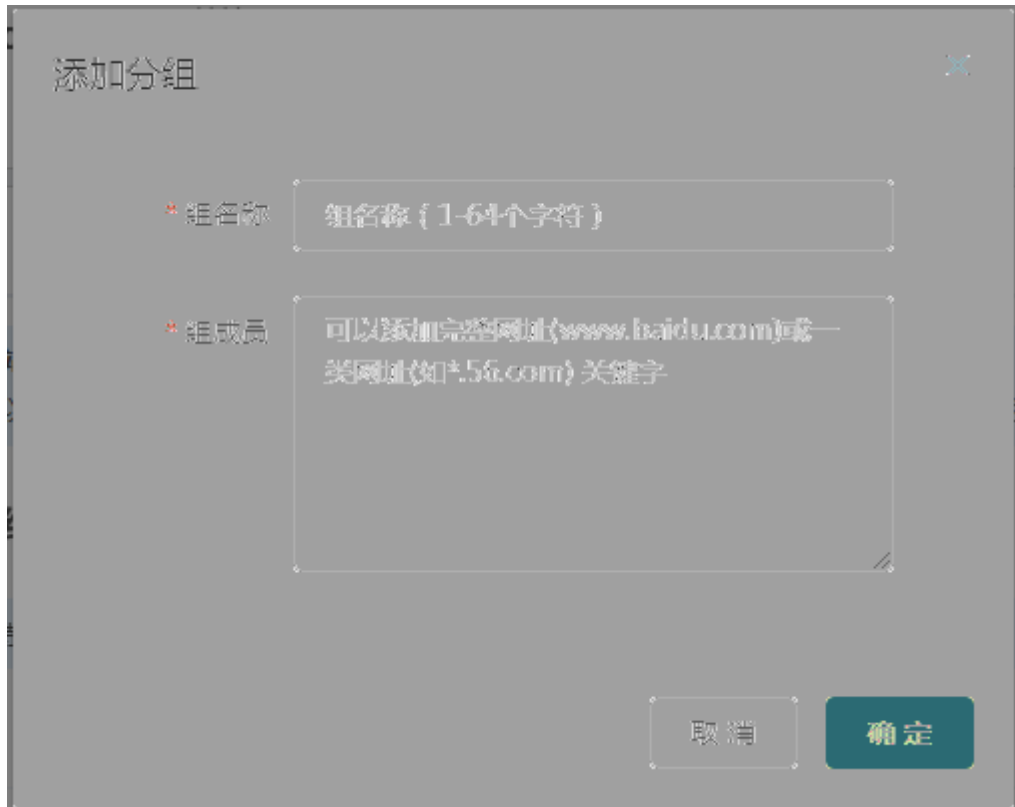 添加分组
* 组名称
组名称 ( 1-64个字符 )
* 组成员
可以添加完整网址(www.baidu.com)或一
类网址(如*.56.com) 关键字
取 消
确 定